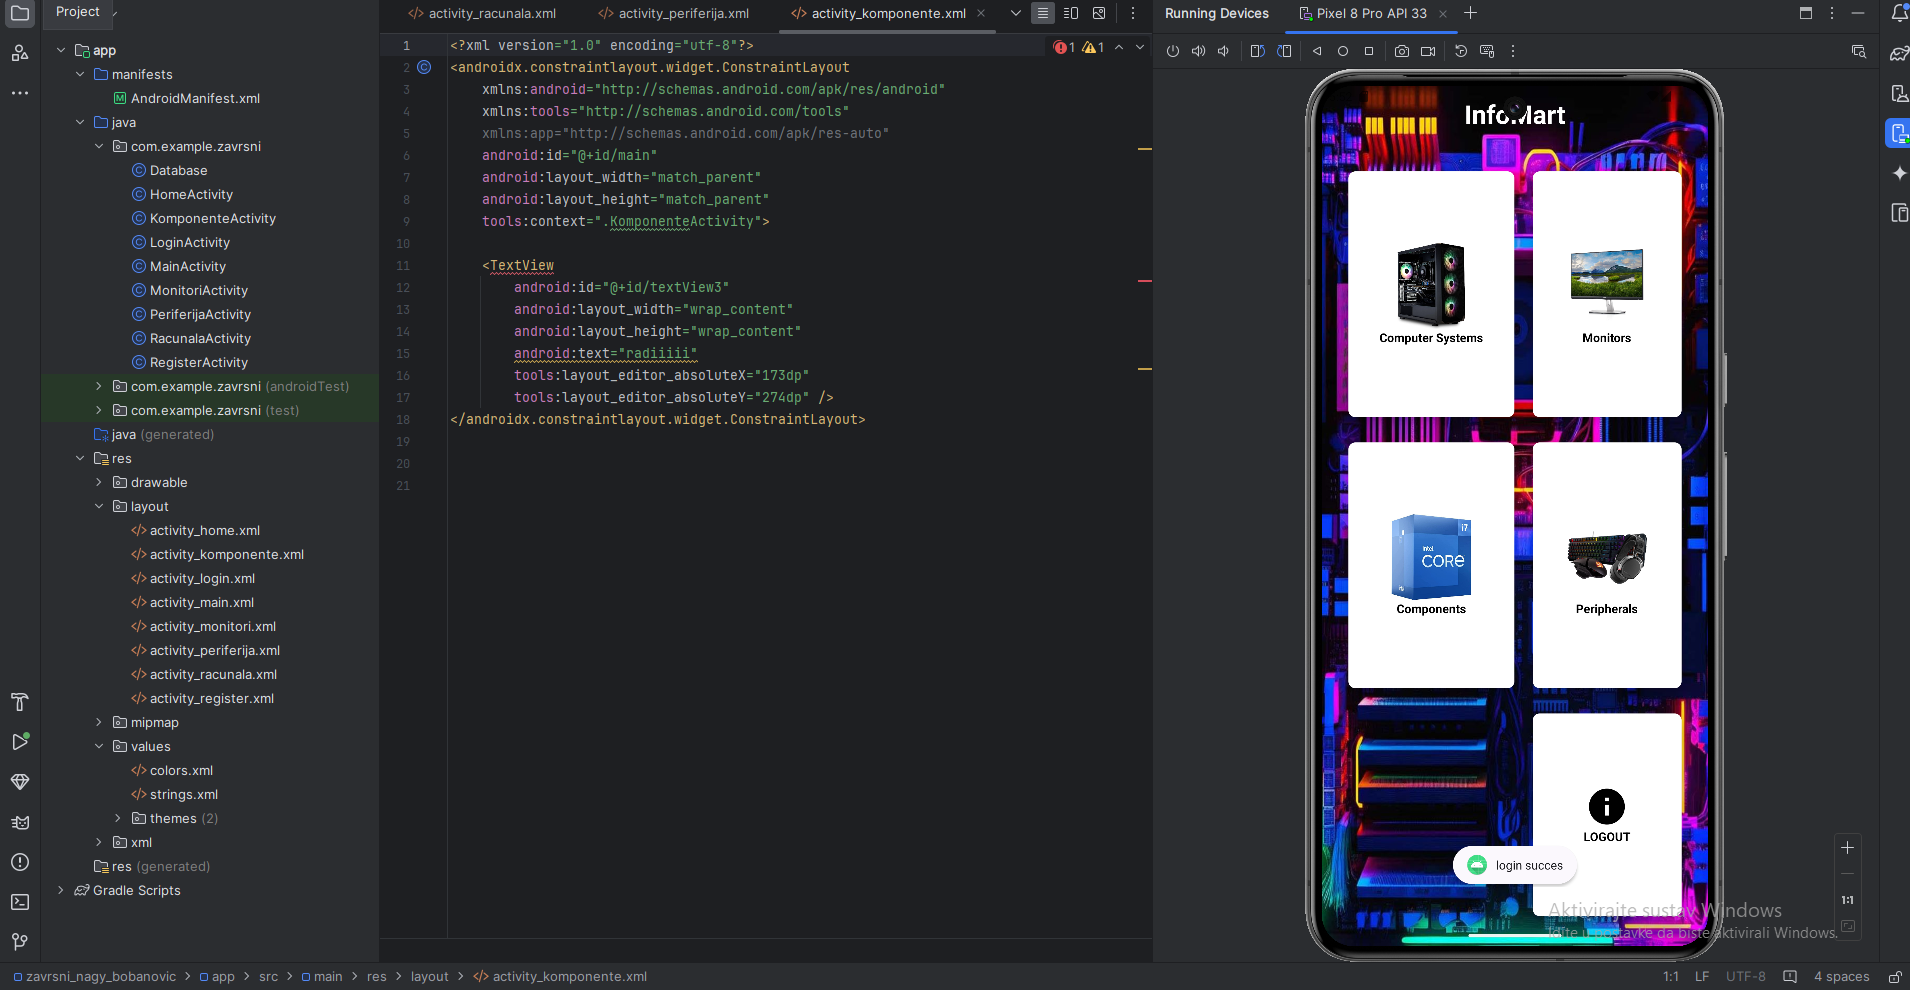 Project
activity_racunala.xml
activity_periferija.xml
activity_komponente.xml
Running Devices
Pixel 8 Pro API 33
app
manifests
AndroidManifest.xml
java
com.example.zavrsni
Database
HomeActivity
KomponenteActivity
LoginActivity
MainActivity
MonitoriActivity
PeriferijaActivity
RacunalaActivity
RegisterActivity
com.example.zavrsni (androidTest)
com.example.zavrsni (test)
java (generated)
res
drawable
layout
activity_home.xml
activity_komponente.xml
activity_login.xml
activity_main.xml
activity_monitori.xml
activity_periferija.xml
activity_racunala.xml
activity_register.xml
mipmap
values
colors.xml
strings.xml
themes (2)
xml
res (generated)
Gradle Scripts
1 <?xml version="1.0" encoding="utf-8"?>
2 <androidx.constraintlayout.widget.ConstraintLayout
3 xmlns:android="http://schemas.android.com/apk/res/android"
4 xmlns:tools="http://schemas.android.com/tools"
5 xmlns:app="http://schemas.android.com/apk/res-auto"
6 android:id="@+id/main"
7 android:layout_width="match_parent"
8 android:layout_height="match_parent"
9 tools:context=".KomponenteActivity">
10
11 <TextView
12 android:id="@+id/textView3"
13 android:layout_width="wrap_content"
14 android:layout_height="wrap_content"
15 android:text="radiiiii"
16 tools:layout_editor_absoluteX="173dp"
17 tools:layout_editor_absoluteY="274dp" />
18 </androidx.constraintlayout.widget.ConstraintLayout>
19
20
21
1 1
InfoMart
Computer Systems
Monitors
intel
CORE
i7
Components
Peripherals
LOGOUT
login succes
1:1
Aktivirajte sustav Windows
Idite u postavke da biste aktivirali Windows.
zavrsni_nagy_bobanovic > app > src > main > res > layout > activity_komponente.xml
1:1 LF UTF-8 4 spaces